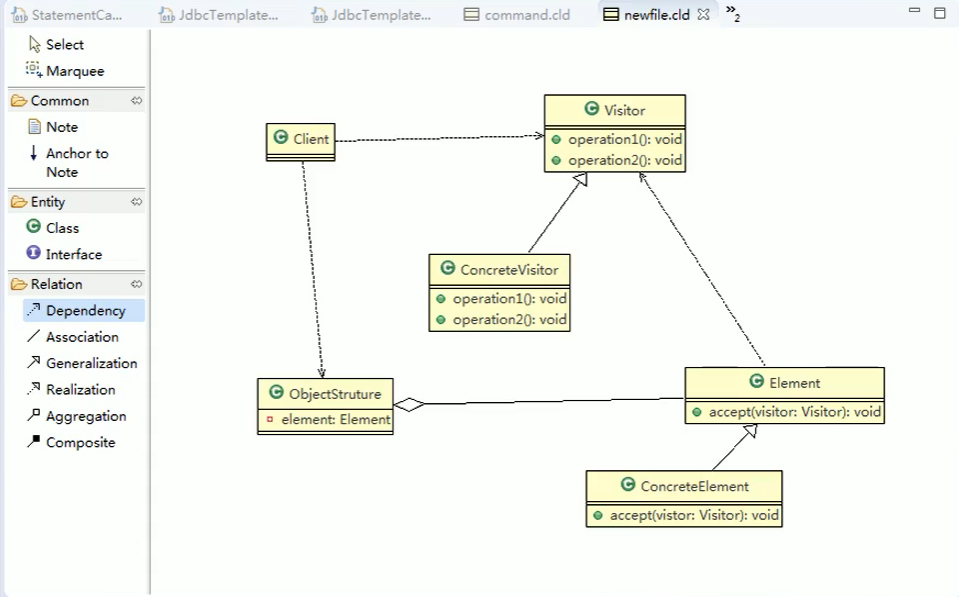 StatementCa...
JdbcTemplate...
JdbcTemplate...
command.cld
newfile.cld
2
Select
Marquee
Common
Note
Anchor to
Note
Entity
Class
Interface
Relation
Dependency
Association
Generalization
Realization
Aggregation
Composite
Client
Visitor
operation1(): void
operation2(): void
ConcreteVisitor
operation1(): void
operation2(): void
ObjectStruture
element: Element
Element
accept(visitor: Visitor): void
ConcreteElement
accept(vistor: Visitor): void